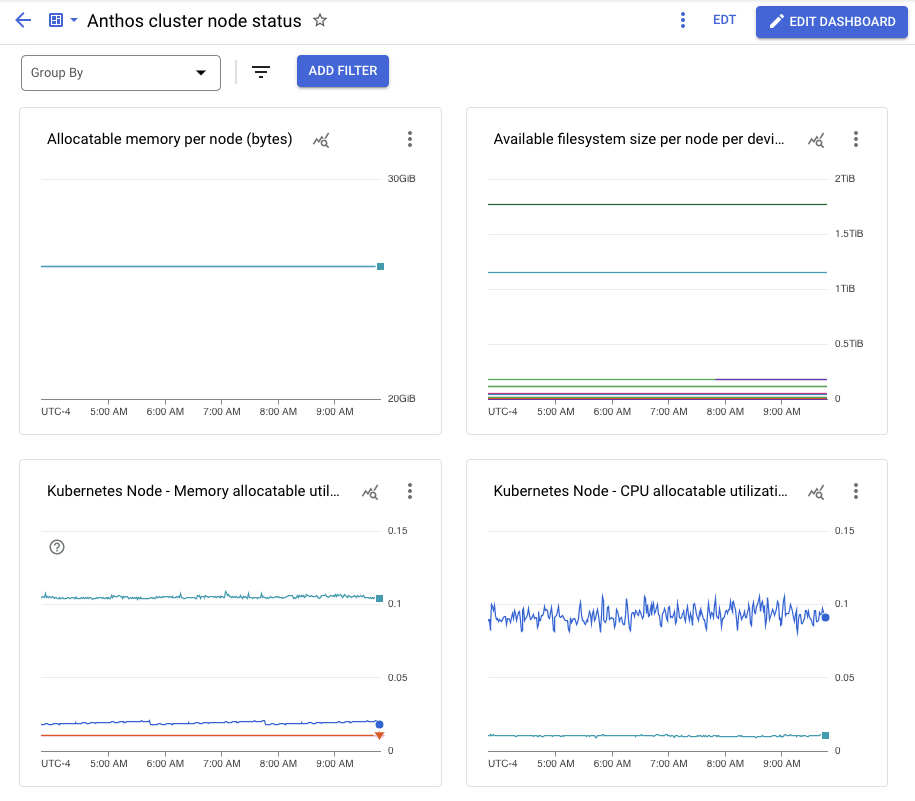 Anthos cluster node status
EDT
EDIT DASHBOARD
Group By
ADD FILTER
Allocatable memory per node (bytes)
30GiB
20GiB
UTC-4 5:00 AM 6:00 AM 7:00 AM 8:00 AM 9:00 AM
Available filesystem size per node per devi...
2TiB
1.5TiB
1TiB
0.5TiB
0
UTC-4 5:00 AM 6:00 AM 7:00 AM 8:00 AM 9:00 AM
Kubernetes Node - Memory allocatable util...
0.15
0.1
0.05
0
UTC-4 5:00 AM 6:00 AM 7:00 AM 8:00 AM 9:00 AM
Kubernetes Node - CPU allocatable utilizati...
0.15
0.1
0.05
0
UTC-4 5:00 AM 6:00 AM 7:00 AM 8:00 AM 9:00 AM